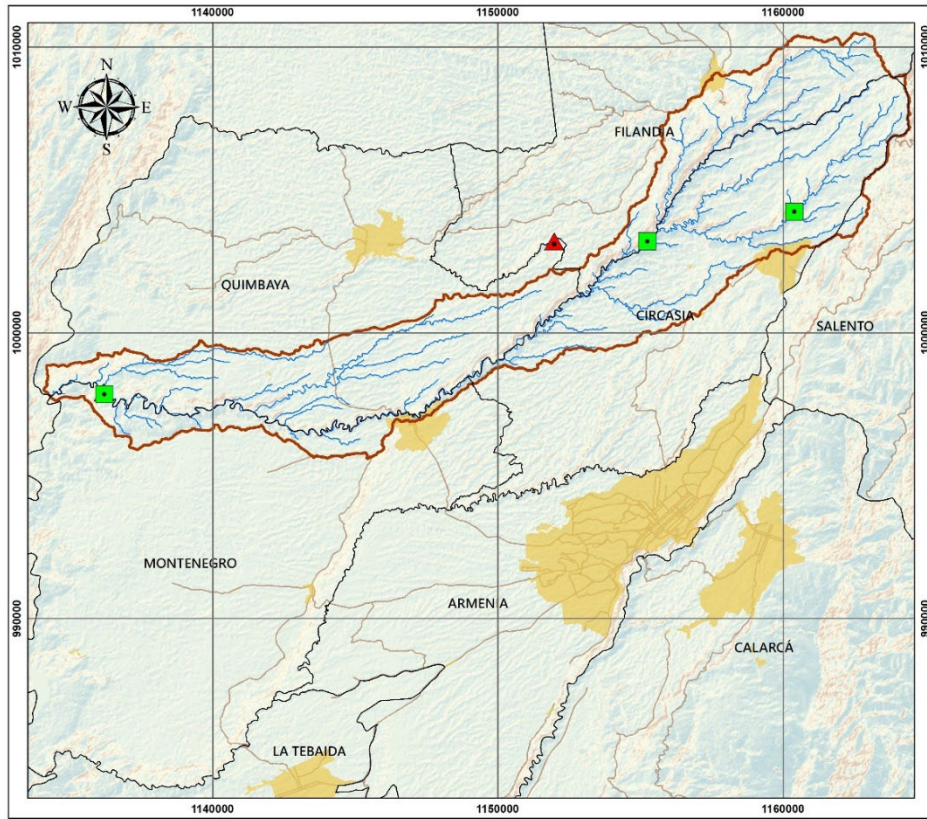 1140000 1150000 1160000
1010000 1010000
N
W E
S
FILANDIA
QUIMBAYA
CIRCASIA
SALENTO
1000000 1000000
MONTENEGRO
ARMENIA
990000 990000
CALARCÁ
LA TEBAIDA
1140000 1150000 1160000